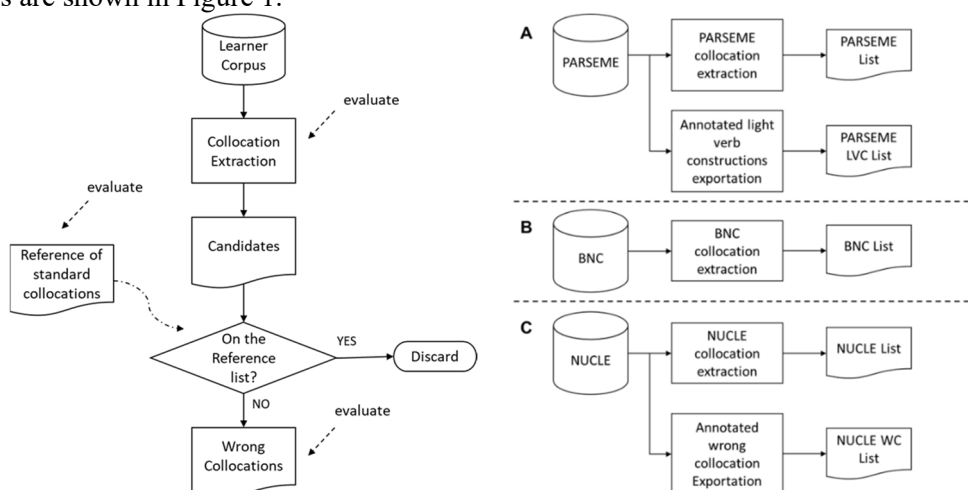 s are shown in Figure 1.
Learner
Corpus
evaluate
Collocation
Extraction
evaluate
Candidates
Reference of
standard
collocations
On the
Reference
list?
YES
Discard
NO
evaluate
Wrong
Collocations
A
PARSEME
PARSEME
collocation
extraction
PARSEME
List
Annotated light
verb
constructions
exportation
PARSEME
LVC List
B
BNC
BNC
collocation
extraction
BNC List
C
NUCLE
NUCLE
collocation
extraction
NUCLE List
Annotated
wrong
collocation
Exportation
NUCLE WC
List